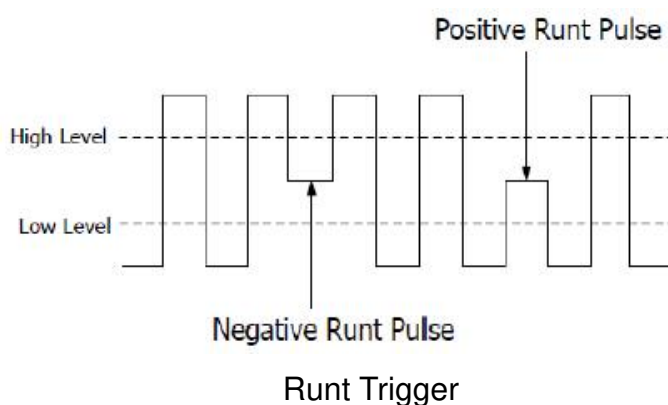 Positive Runt Pulse
High Level
Low Level
Negative Runt Pulse
Runt Trigger